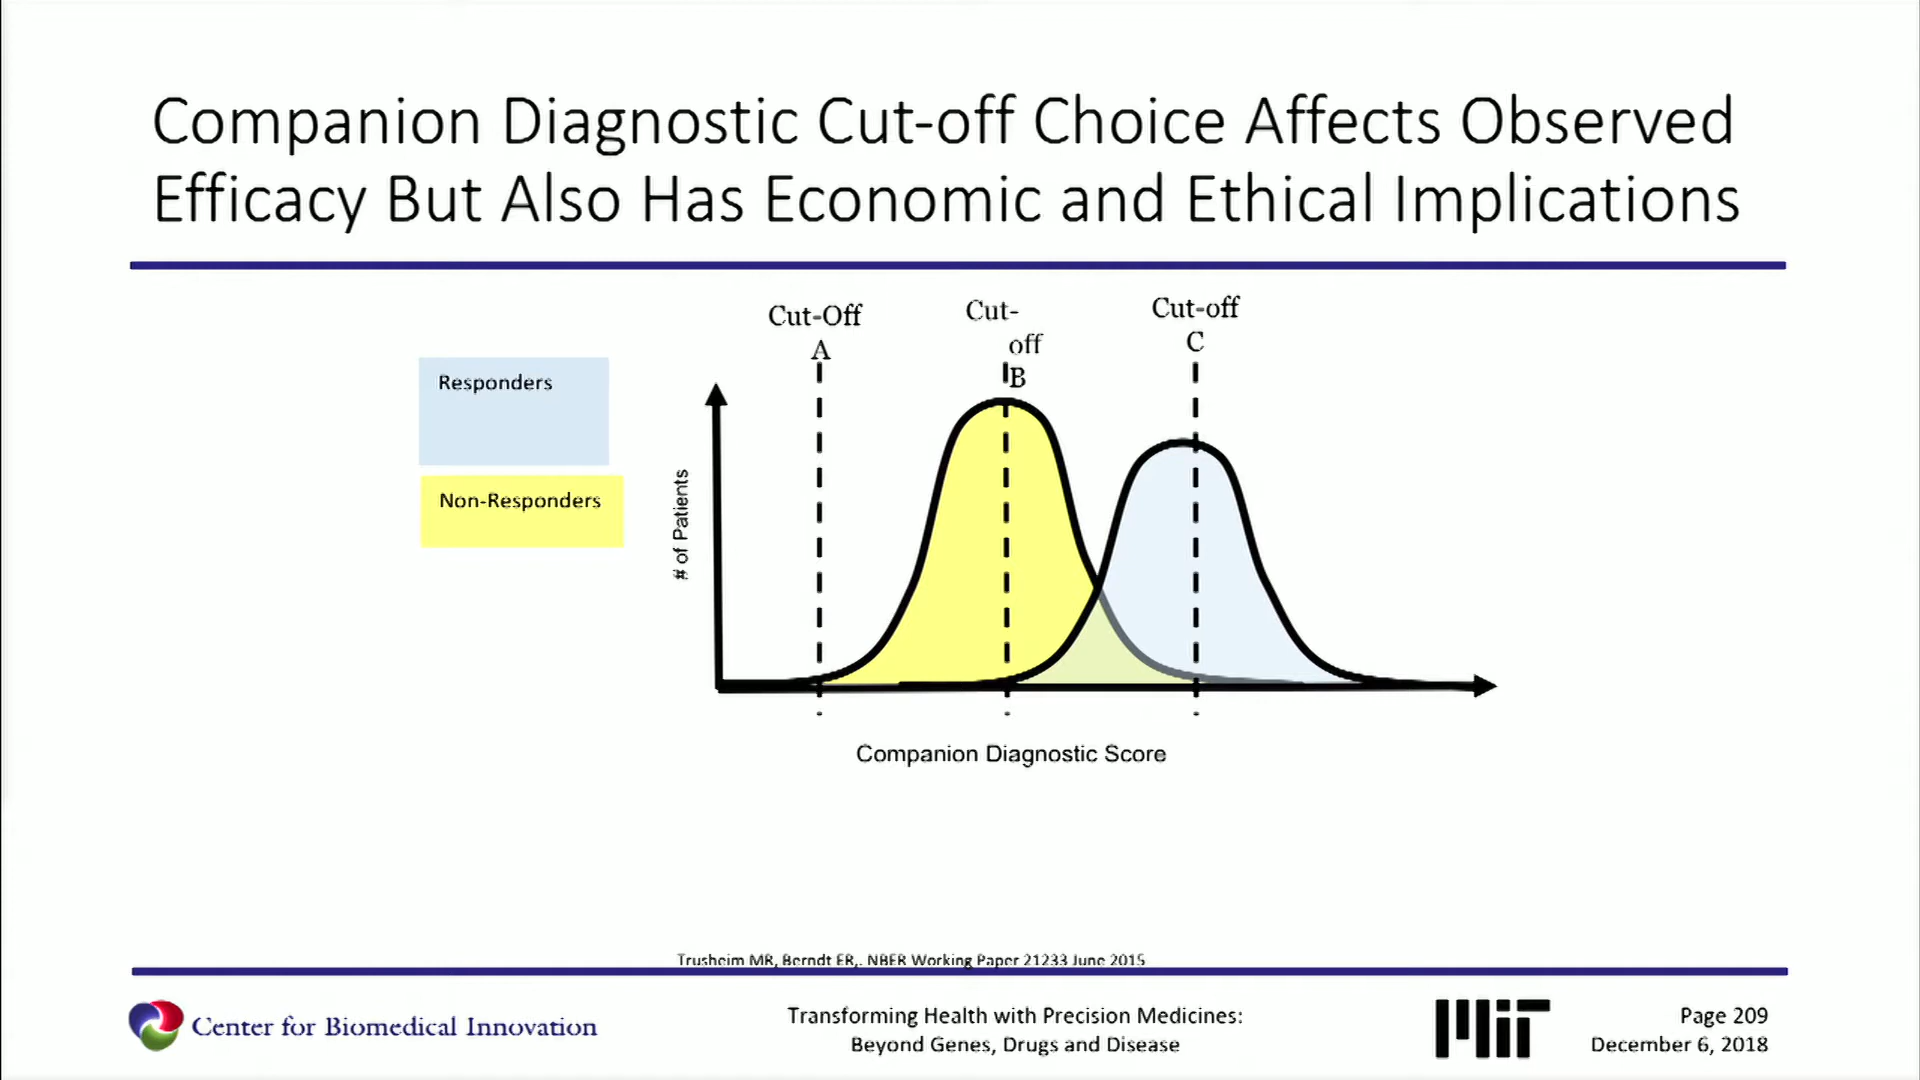 Companion Diagnostic Cut-off Choice Affects Observed
Efficacy But Also Has Economic and Ethical Implications
Cut-Off
A
Cut-
off
B
Cut-off
C
Responders
Non-Responders
# of Patients
Companion Diagnostic Score
Trusheim MR, Berndt ER,. NBER Working Paper 21233 June 2015
Center for Biomedical Innovation
Transforming Health with Precision Medicines:
Beyond Genes, Drugs and Disease
MIT
Page 209
December 6, 2018